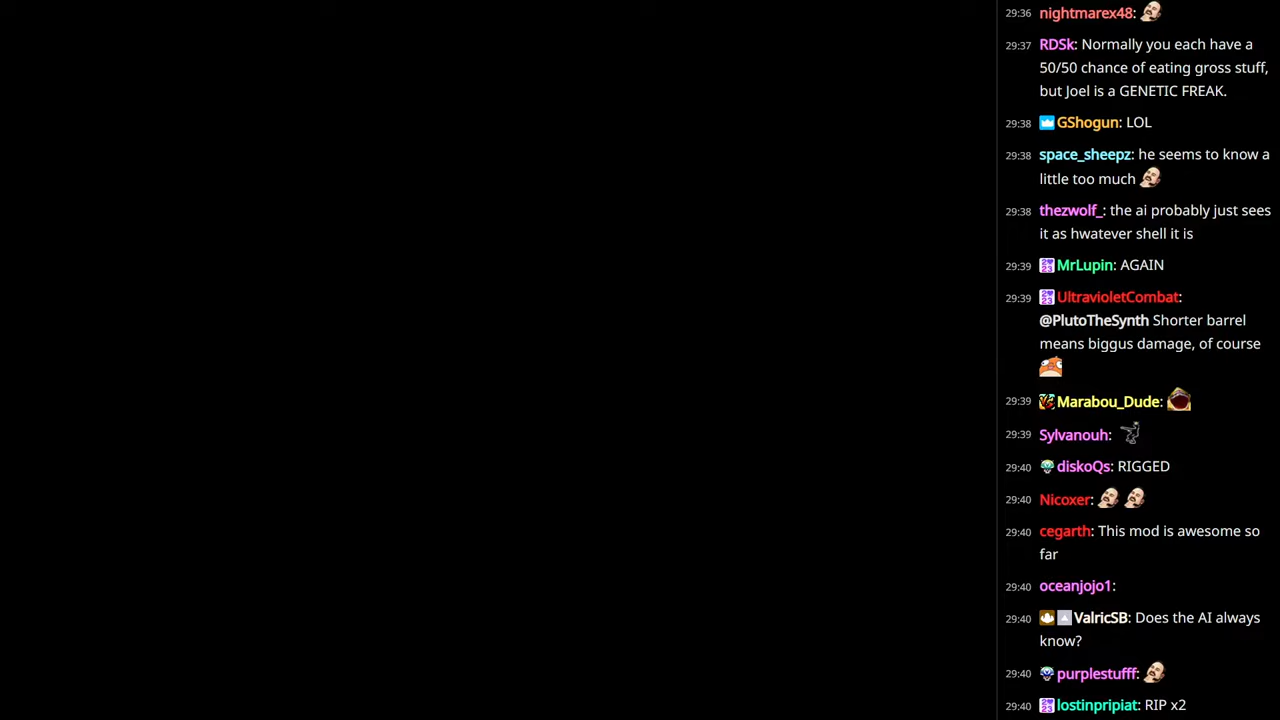 29:36 nightmarex48:
29:37 RDSk: Normally you each have a
50/50 chance of eating gross stuff,
but Joel is a GENETIC FREAK.
29:38 GShogun: LOL
29:38 space_sheepz: he seems to know a
little too much
29:38 thezwolf_: the ai probably just sees
it as hwatever shell it is
29:39 MrLupin: AGAIN
29:39 UltravioletCombat:
@PlutoTheSynth Shorter barrel
means biggus damage, of course
29:39 Marabou_Dude:
29:39 Sylvanouh:
29:40 diskoQs: RIGGED
29:40 Nicoxer:
29:40 cegarth: This mod is awesome so
far
29:40 oceanjojo1:
29:40 ValricSB: Does the AI always
know?
29:40 purplestufff:
29:40 lostinpripiat: RIP x2